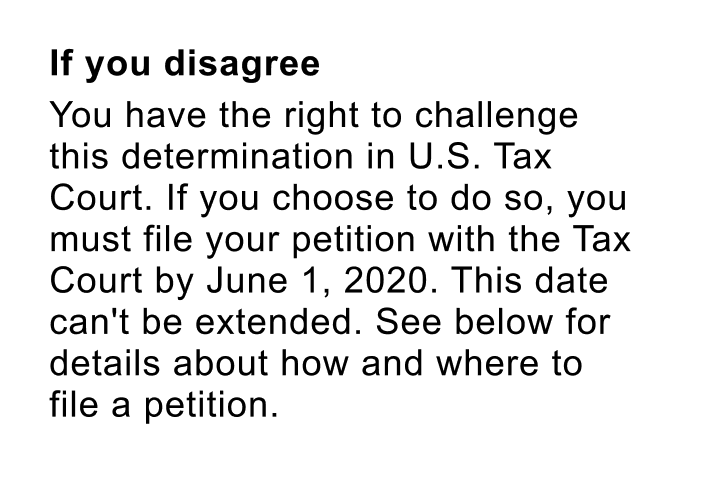 If you disagree
You have the right to challenge
this determination in U.S. Tax
Court. If you choose to do so, you
must file your petition with the Tax
Court by June 1, 2020. This date
can't be extended. See below for
details about how and where to
file a petition.